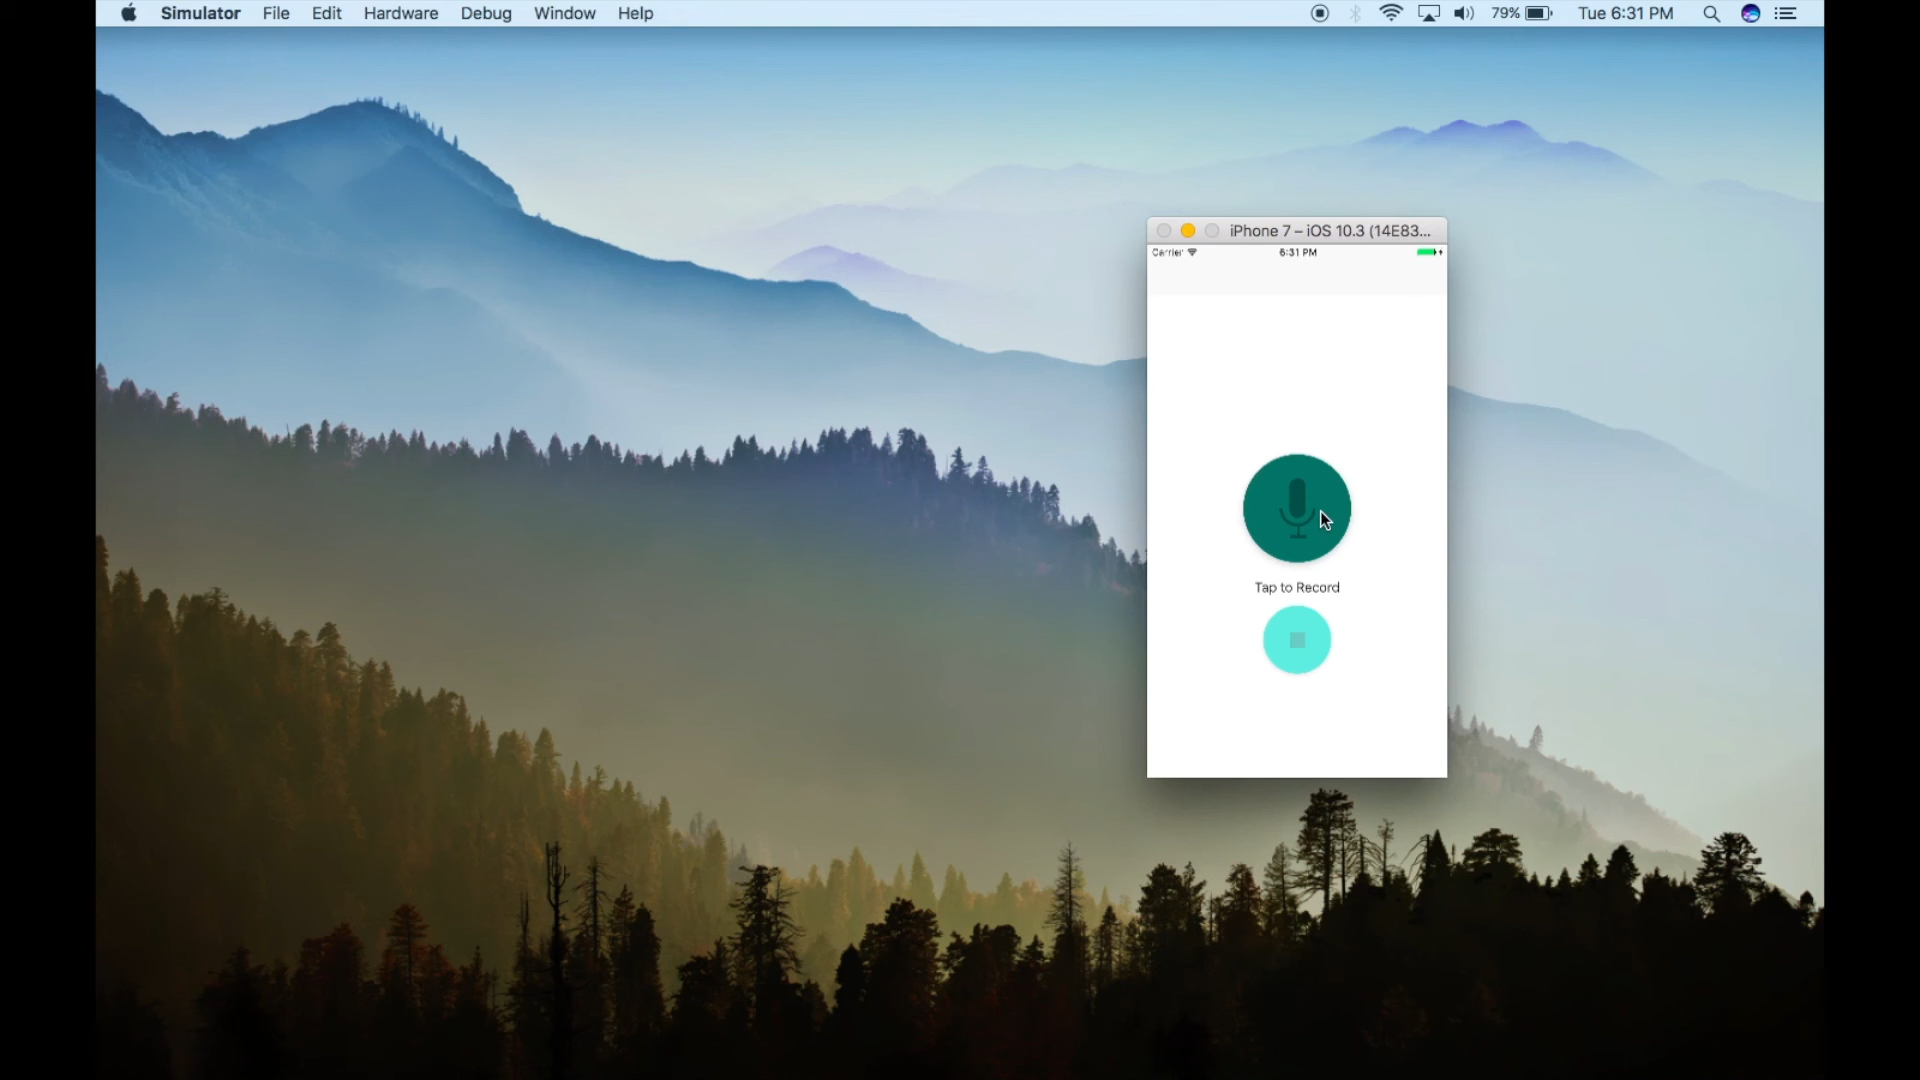 Simulator File Edit Hardware Debug Window Help 79% Tue 6:31 PM
iPhone 7 – iOS 10.3 (14E83...
Carrier 6:31 PM
Tap to Record